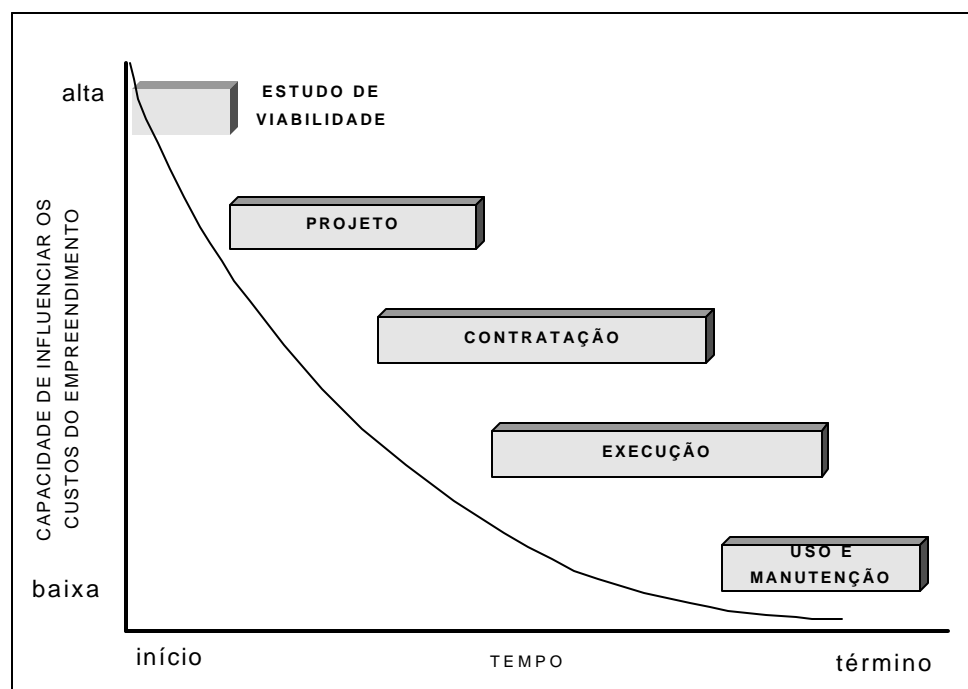 alta
ESTUDO DE
VIABILIDADE
PROJETO
CONTRATAÇÃO
EXECUÇÃO
USO E
MANUTENÇÃO
CAPACIDADE DE INFLUENCIAR OS
CUSTOS DO EMPREENDIMENTO
baixa
início
TEMPO
término